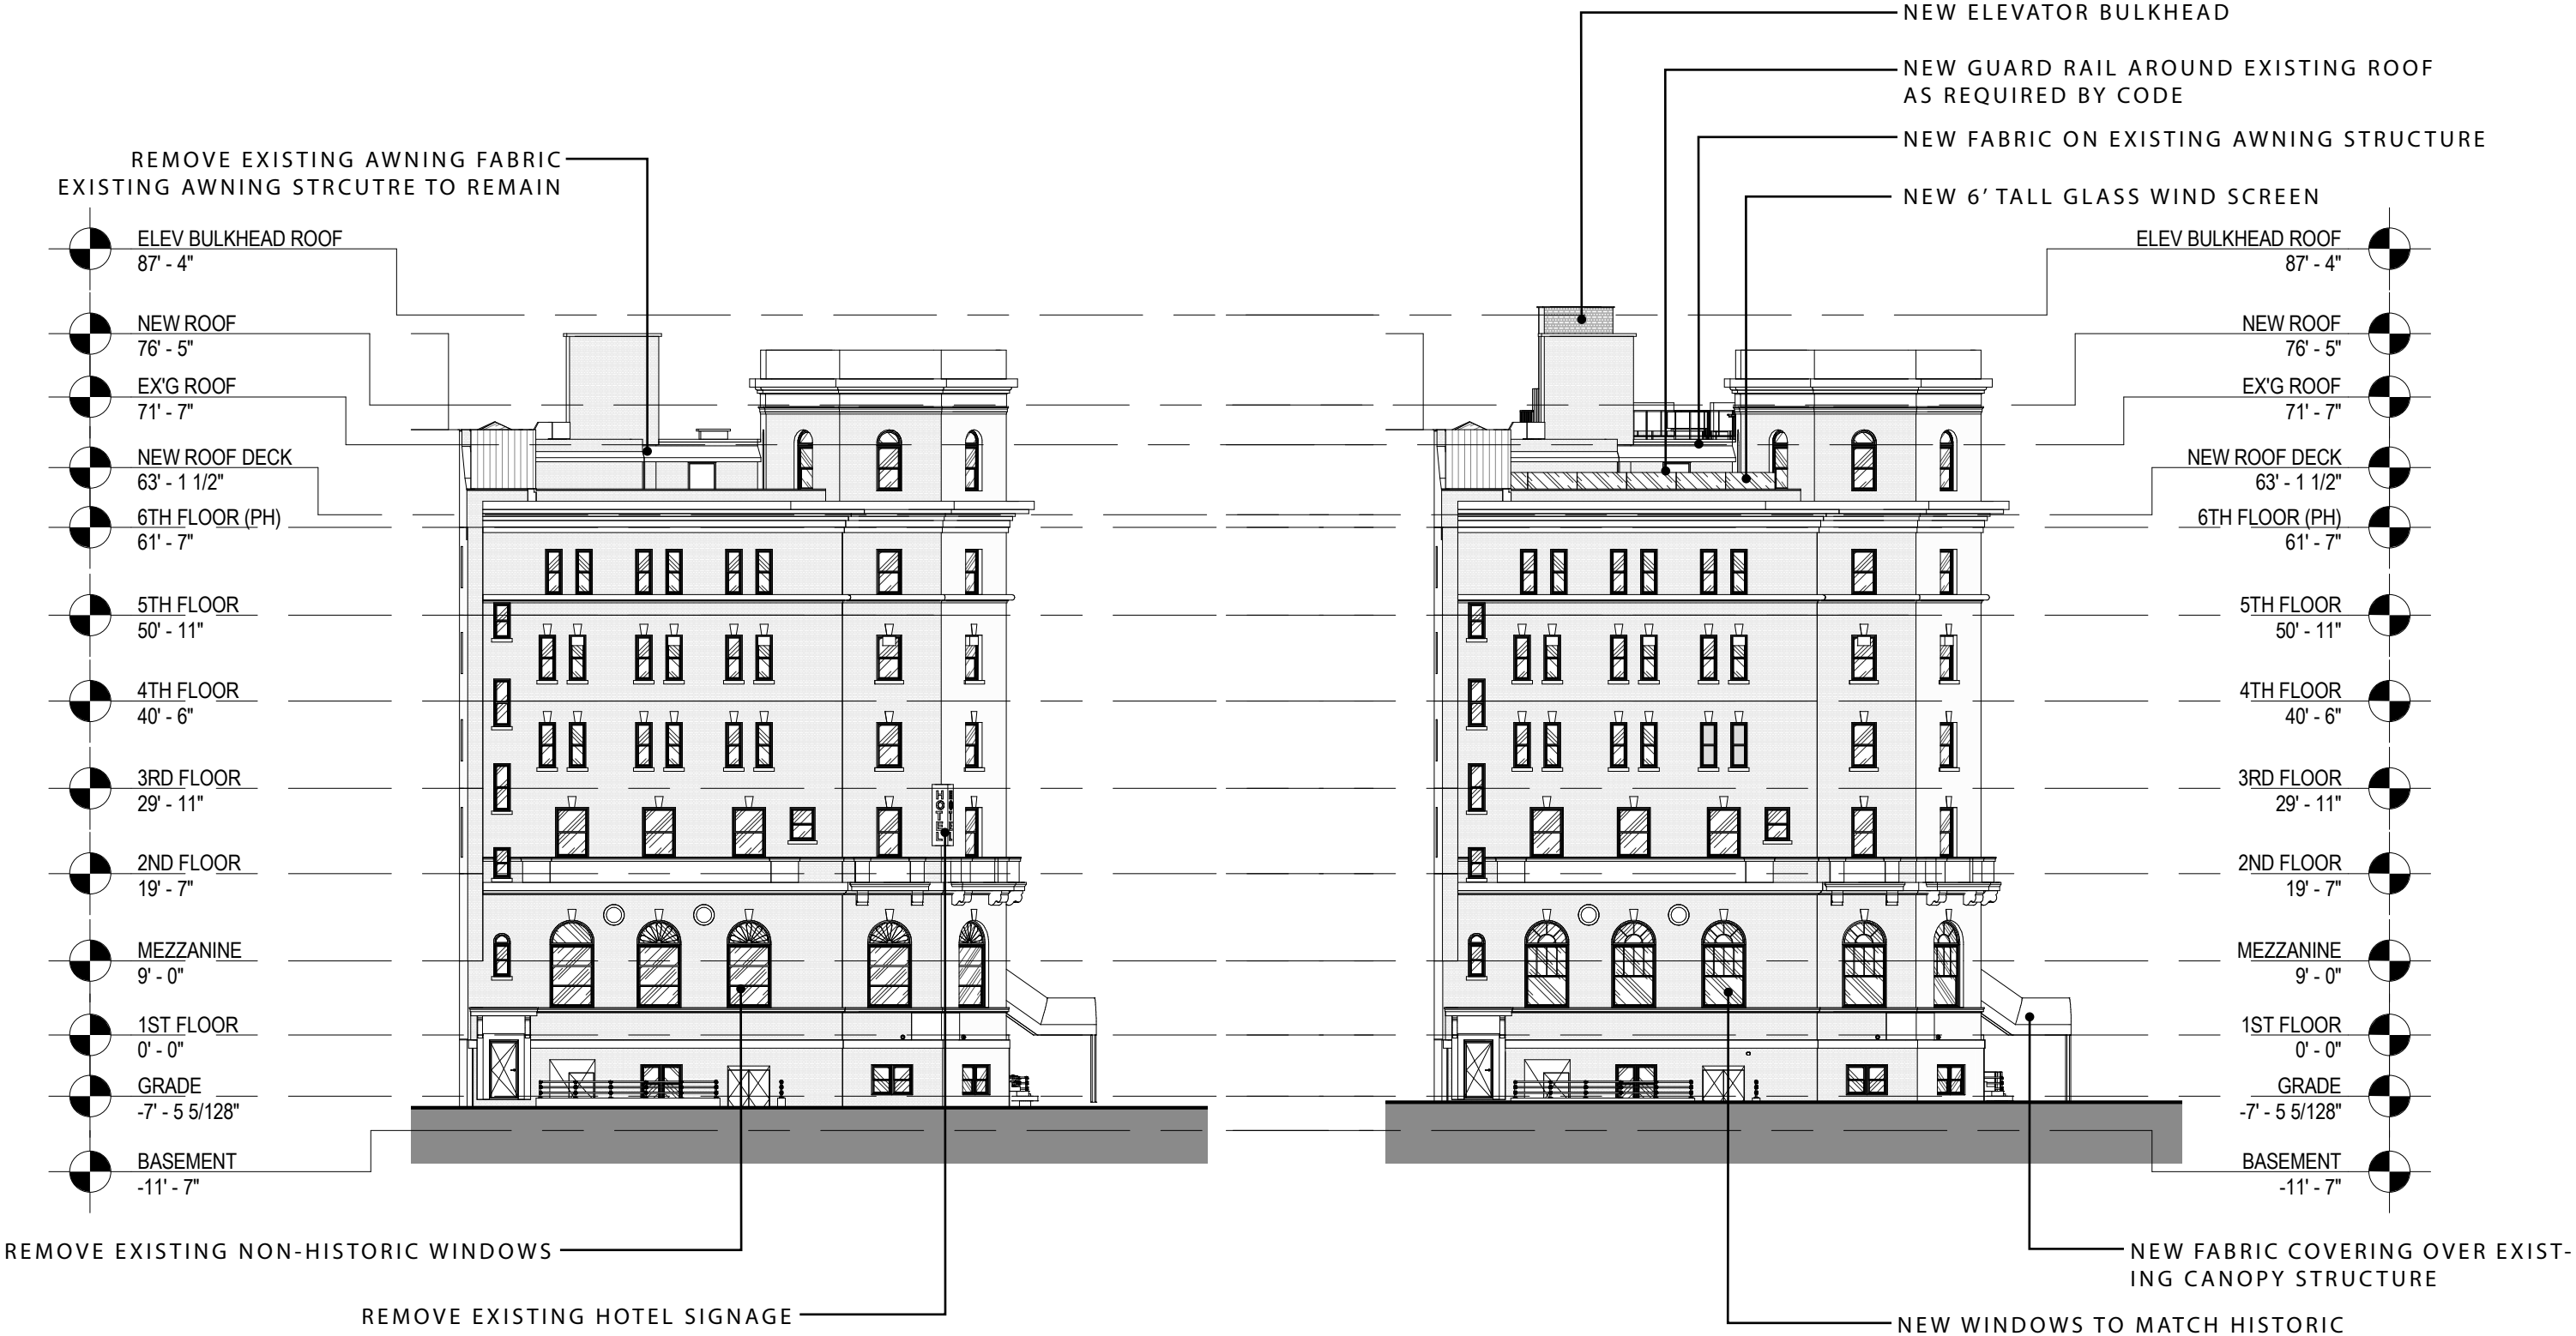 NEW ELEVATOR BULKHEAD
NEW GUARD RAIL AROUND EXISTING ROOF
AS REQUIRED BY CODE
NEW FABRIC ON EXISTING AWNING STRUCTURE
NEW 6’ TALL GLASS WIND SCREEN
REMOVE EXISTING AWNING FABRIC
EXISTING AWNING STRCUTRE TO REMAIN
ELEV BULKHEAD ROOF
87' - 4"
NEW ROOF
76' - 5"
EX'G ROOF
71' - 7"
NEW ROOF DECK
63' - 1 1/2"
6TH FLOOR (PH)
61' - 7"
5TH FLOOR
50' - 11"
4TH FLOOR
40' - 6"
3RD FLOOR
29' - 11"
2ND FLOOR
19' - 7"
MEZZANINE
9' - 0"
1ST FLOOR
0' - 0"
GRADE
-7' - 5 5/128"
BASEMENT
-11' - 7"
HOTEL
HOTEL
REMOVE EXISTING NON-HISTORIC WINDOWS
REMOVE EXISTING HOTEL SIGNAGE
ELEV BULKHEAD ROOF
87' - 4"
NEW ROOF
76' - 5"
EX'G ROOF
71' - 7"
NEW ROOF DECK
63' - 1 1/2"
6TH FLOOR (PH)
61' - 7"
5TH FLOOR
50' - 11"
4TH FLOOR
40' - 6"
3RD FLOOR
29' - 11"
2ND FLOOR
19' - 7"
MEZZANINE
9' - 0"
1ST FLOOR
0' - 0"
GRADE
-7' - 5 5/128"
BASEMENT
-11' - 7"
NEW FABRIC COVERING OVER EXIST-
ING CANOPY STRUCTURE
NEW WINDOWS TO MATCH HISTORIC